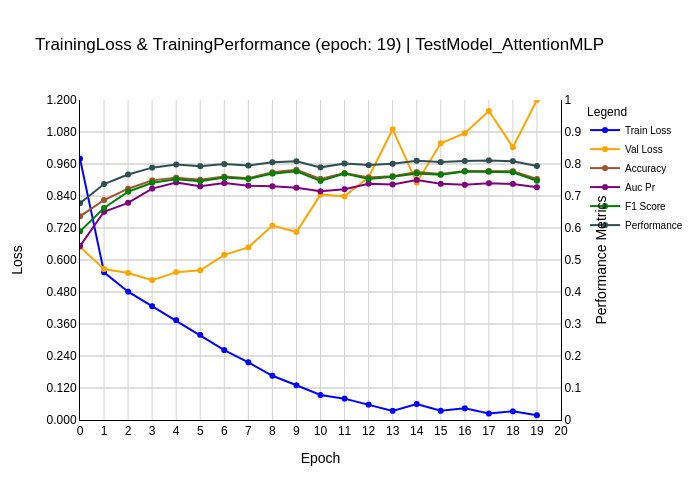 TrainingLoss & TrainingPerformance (epoch: 19) | TestModel_AttentionMLP
1.200
1.080
0.960
0.840
0.720
0.600
0.480
0.360
0.240
0.120
0.000
Loss
0 1 2 3 4 5 6 7 8 9 10 11 12 13 14 15 16 17 18 19 20
Epoch
1
0.9
0.8
0.7
0.6
0.5
0.4
0.3
0.2
0.1
0
Performance Metrics
Legend
Train Loss
Val Loss
Accuracy
Auc Pr
F1 Score
Performance